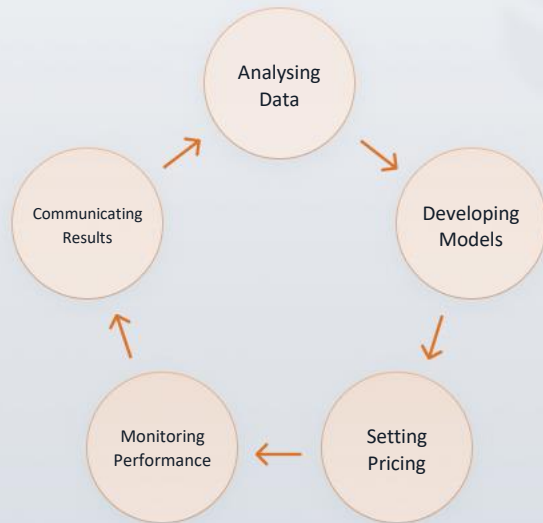 Analysing
Data
Developing
Models
Setting
Pricing
Monitoring
Performance
Communicating
Results